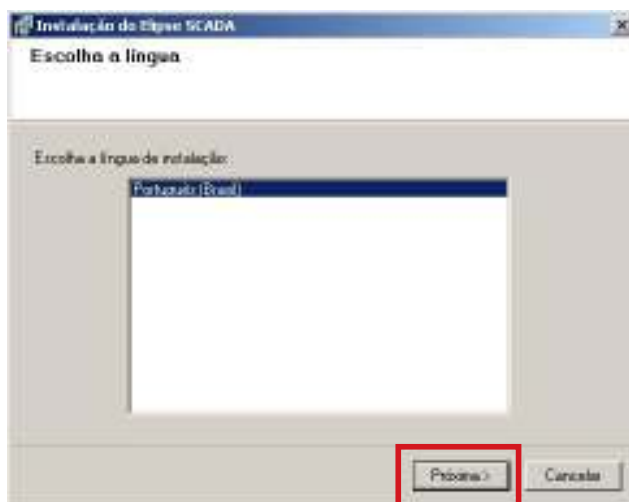 Instalação do Elipse SCADA
Escolha a língua
Escolha a língua de instalação:
Português (Brasil)
Próximo >
Cancelar